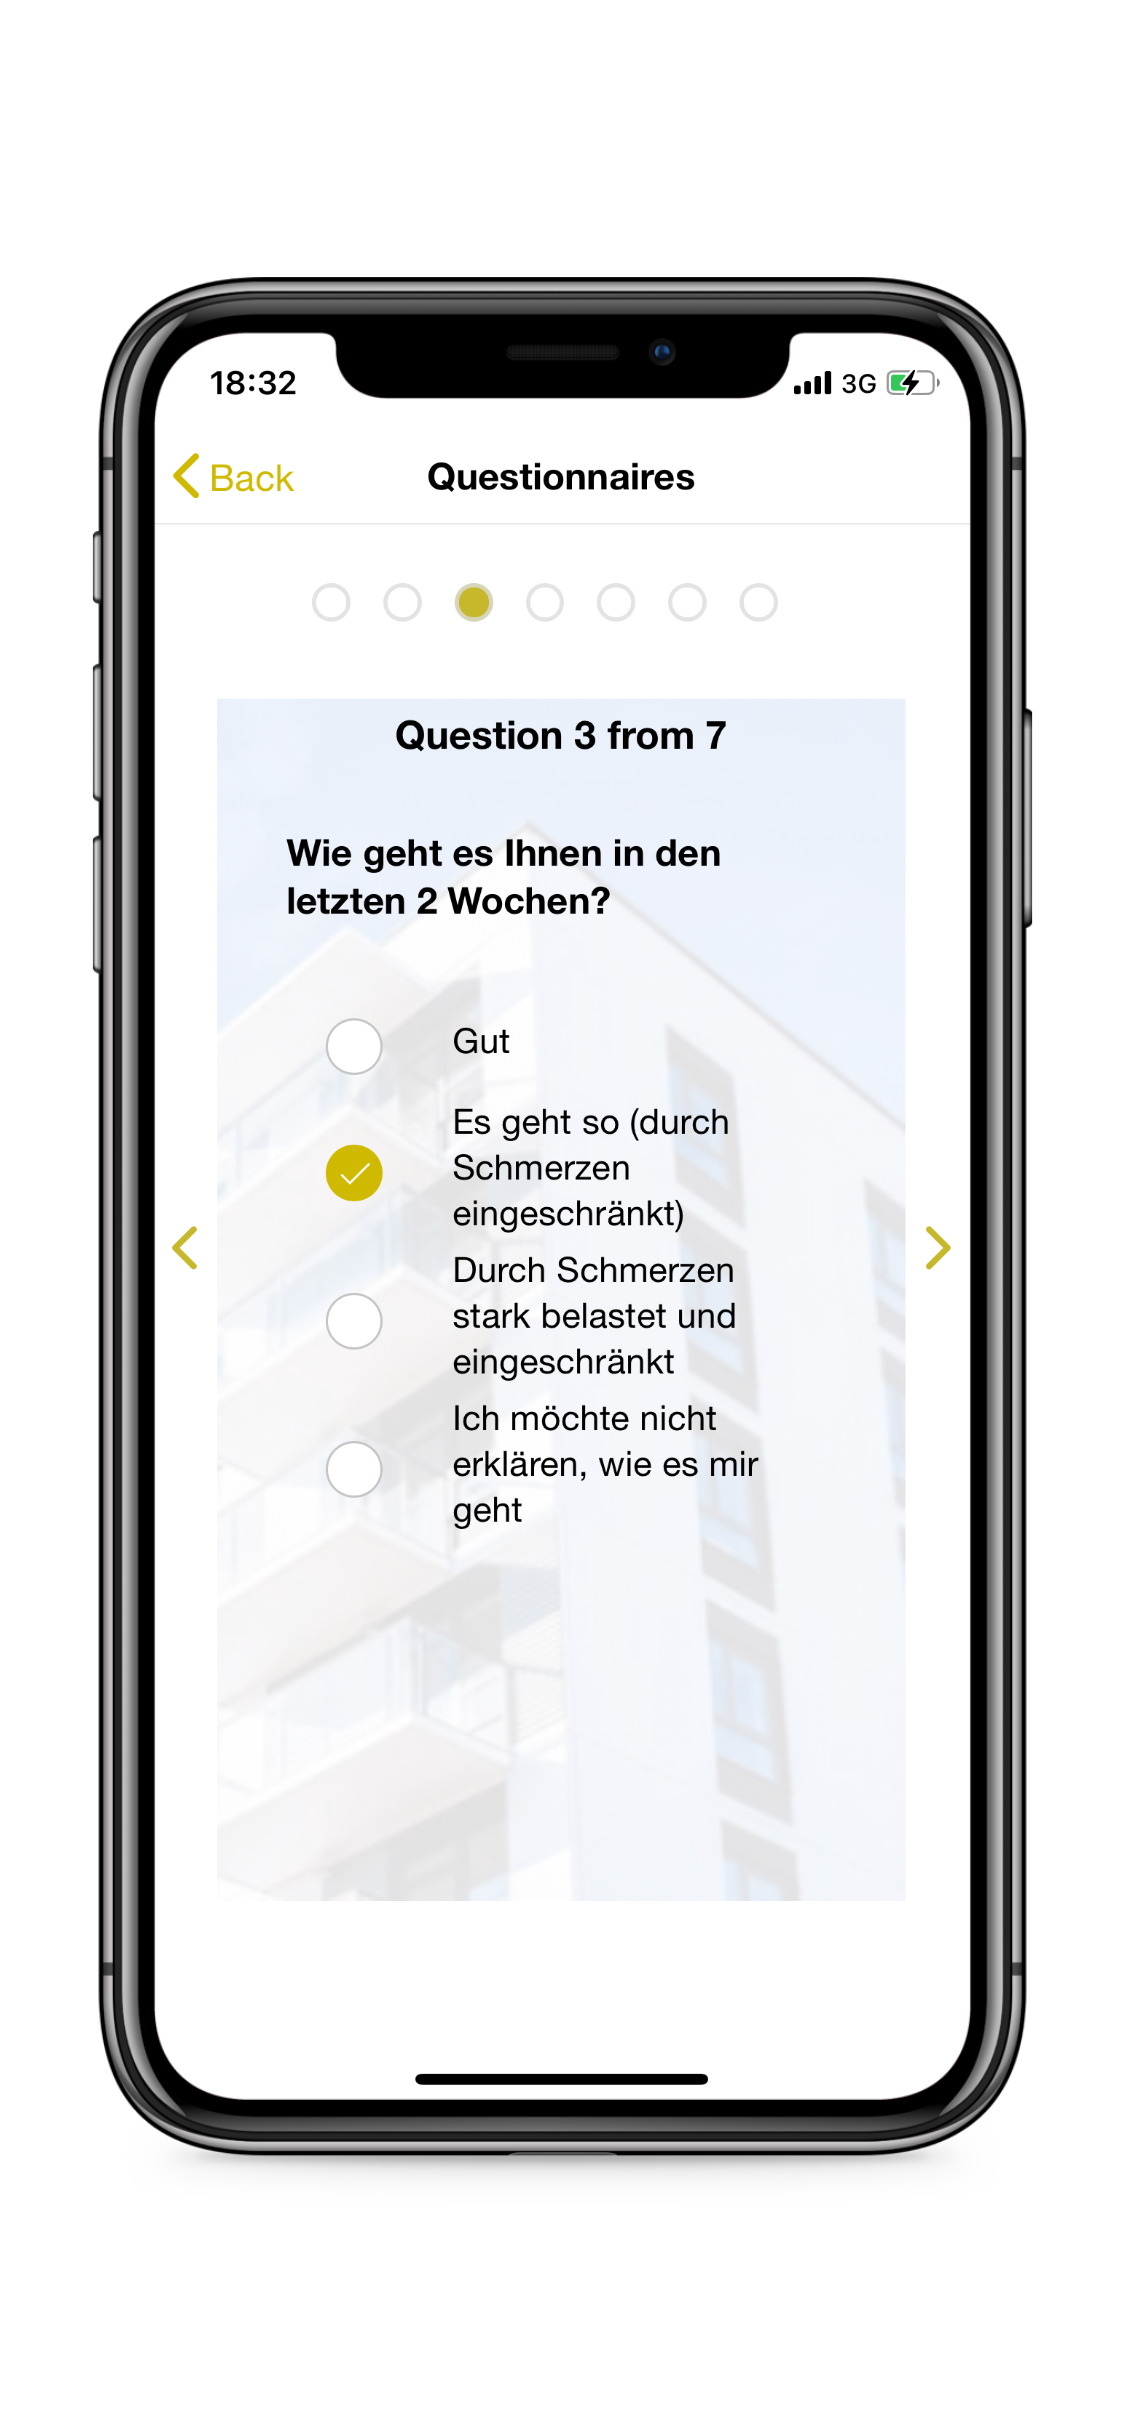 18:32
3G
Back
Questionnaires
Question 3 from 7
Wie geht es Ihnen in den
letzten 2 Wochen?
Gut
Es geht so (durch
Schmerzen
eingeschränkt)
Durch Schmerzen
stark belastet und
eingeschränkt
Ich möchte nicht
erklären, wie es mir
geht